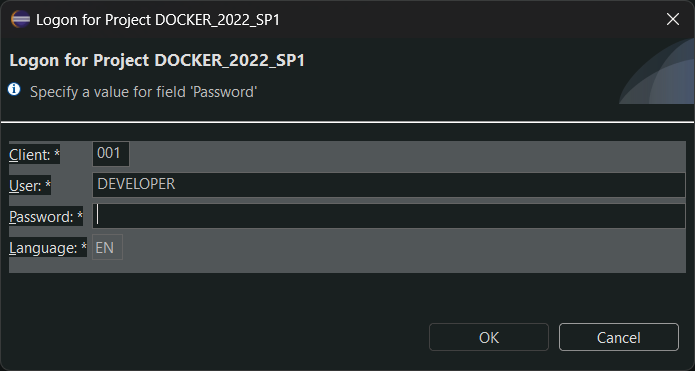 Logon for Project DOCKER_2022_SP1
Logon for Project DOCKER_2022_SP1
Specify a value for field 'Password'
Client: * 001
User: * DEVELOPER
Password: *
Language: * EN
OK Cancel